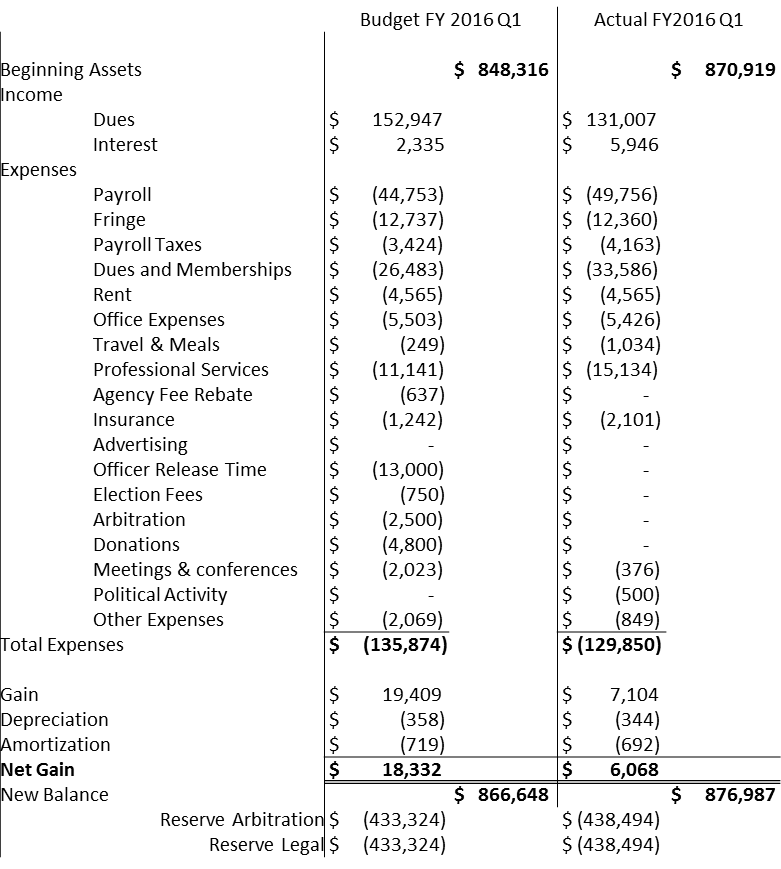 Budget FY 2016 Q1 Actual FY2016 Q1
Beginning Assets $ 848,316 $ 870,919
Income
Dues $ 152,947 $ 131,007
Interest $ 2,335 $ 5,946
Expenses
Payroll $ (44,753) $ (49,756)
Fringe $ (12,737) $ (12,360)
Payroll Taxes $ (3,424) $ (4,163)
Dues and Memberships $ (26,483) $ (33,586)
Rent $ (4,565) $ (4,565)
Office Expenses $ (5,503) $ (5,426)
Travel & Meals $ (249) $ (1,034)
Professional Services $ (11,141) $ (15,134)
Agency Fee Rebate $ (637) $ -
Insurance $ (1,242) $ (2,101)
Advertising $ - $ -
Officer Release Time $ (13,000) $ -
Election Fees $ (750) $ -
Arbitration $ (2,500) $ -
Donations $ (4,800) $ -
Meetings & conferences $ (2,023) $ (376)
Political Activity $ - $ (500)
Other Expenses $ (2,069) $ (849)
Total Expenses $ (135,874) $ (129,850)
Gain $ 19,409 $ 7,104
Depreciation $ (358) $ (344)
Amortization $ (719) $ (692)
Net Gain $ 18,332 $ 6,068
New Balance $ 866,648 $ 876,987
Reserve Arbitration $ (433,324) $ (438,494)
Reserve Legal $ (433,324) $ (438,494)